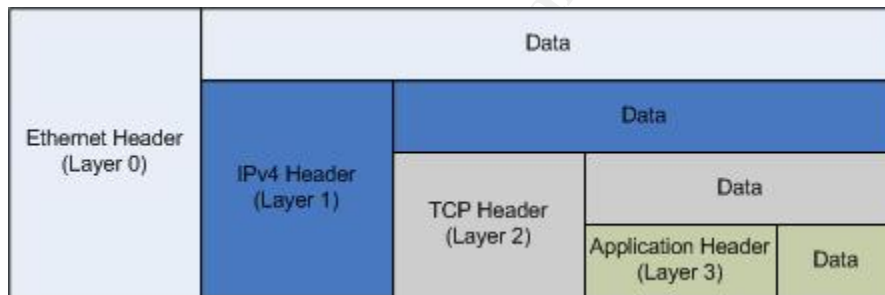 Data
Ethernet Header
(Layer 0)
Data
IPv4 Header
(Layer 1)
TCP Header
(Layer 2)
Data
Application Header
(Layer 3)
Data